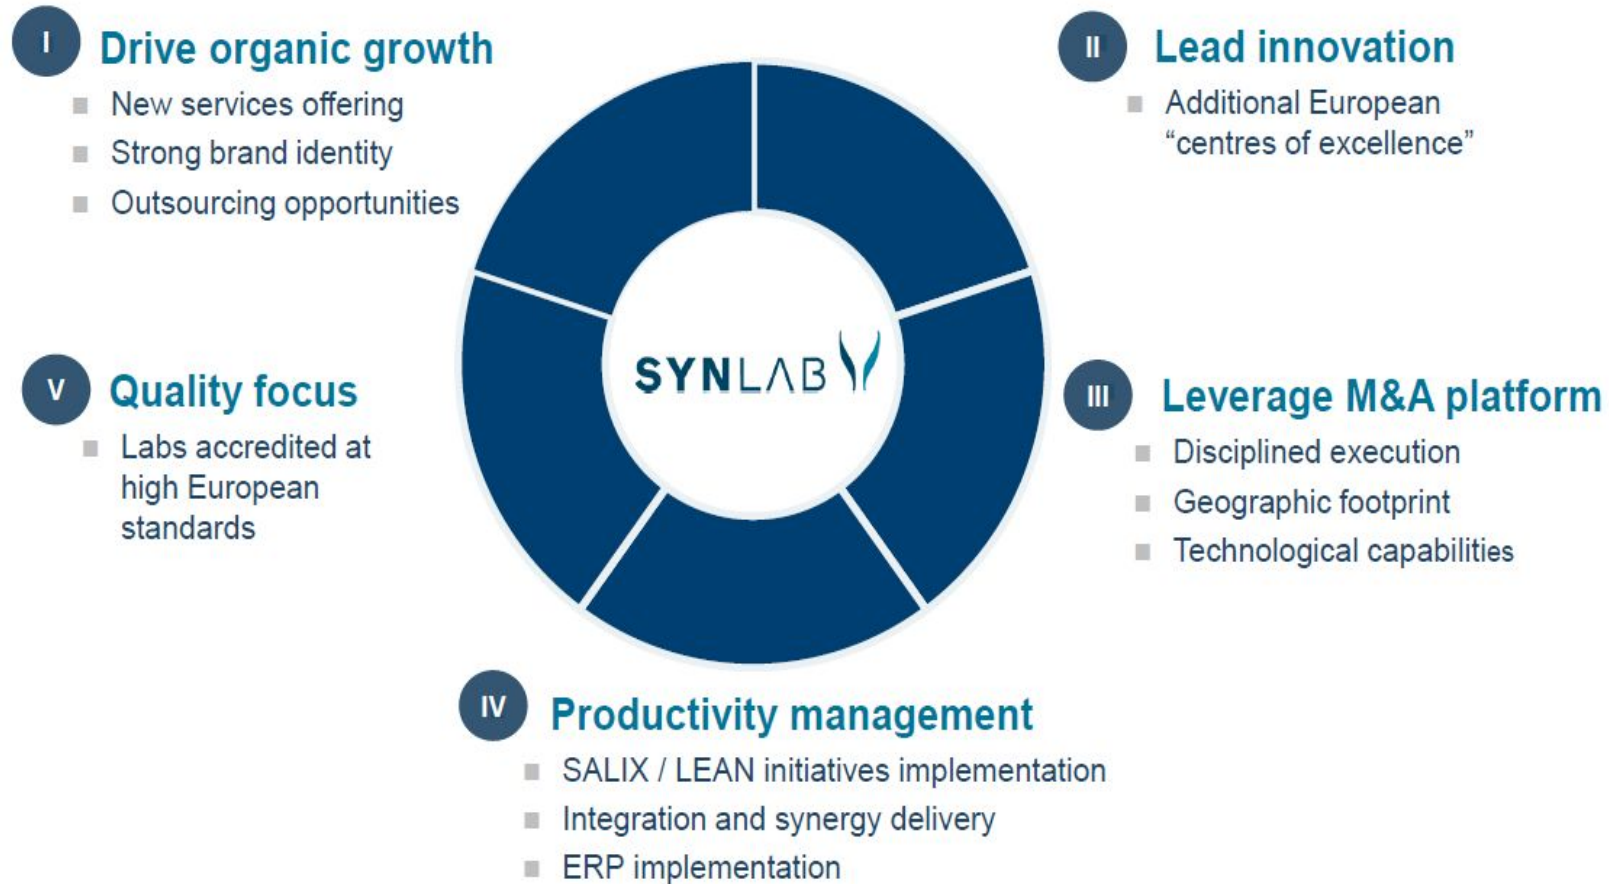 I
Drive organic growth
New services offering
Strong brand identity
Outsourcing opportunities
II
Lead innovation
Additional European
“centres of excellence”
SYNLAB
V
Quality focus
Labs accredited at
high European
standards
III
Leverage M&A platform
Disciplined execution
Geographic footprint
Technological capabilities
IV
Productivity management
SALIX / LEAN initiatives implementation
Integration and synergy delivery
ERP implementation